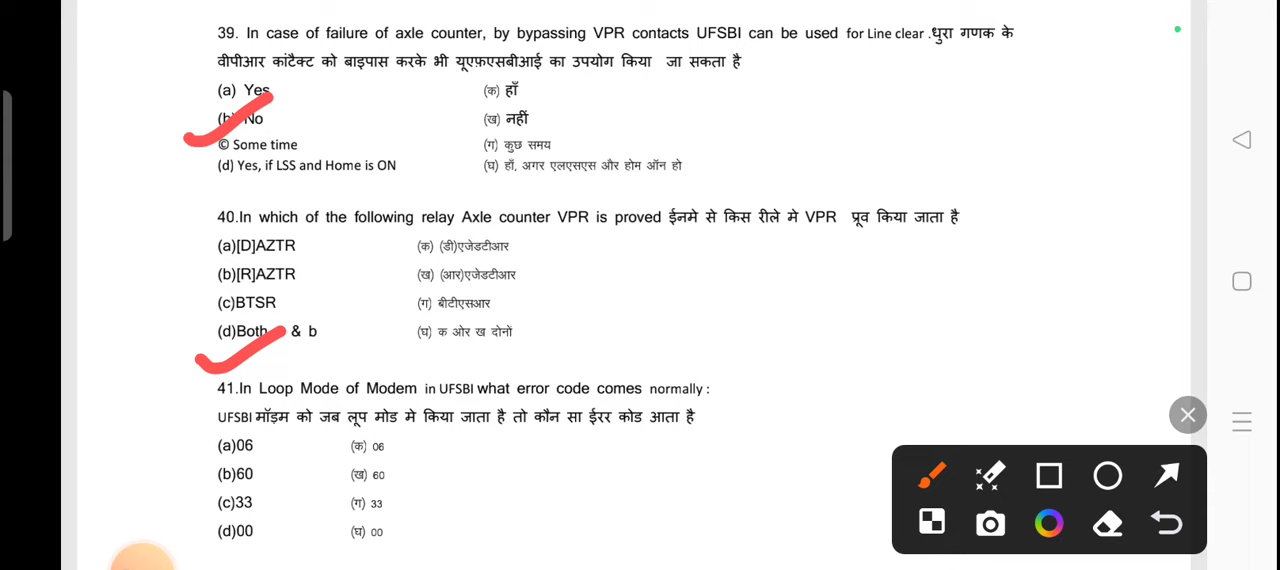 39. In case of failure of axle counter, by bypassing VPR contacts UFSBI can be used for Line clear .धुरा गणक के
वीपीआर कांटैक्ट को बाइपास करके भी यूएफ़एसबीआई का उपयोग किया जा सकता है
(a) Yes (क) हाँ
(b) No (ख) नहीं
© Some time (ग) कुछ समय
(d) Yes, if LSS and Home is ON (घ) हाँ, अगर एलएसएस और होम ऑन हो
40.In which of the following relay Axle counter VPR is proved ईनमे से किस रीले मे VPR प्रूव किया जाता है
(a)[D]AZTR (क) (डी)एजेडटीआर
(b)[R]AZTR (ख) (आर)एजेडटीआर
(c)BTSR (ग) बीटीएसआर
(d)Both & b (घ) क ओर ख दोनों
41.In Loop Mode of Modem in UFSBI what error code comes normally :
UFSBI मॉड़म को जब लूप मोड मे किया जाता है तो कौन सा ईरर कोड आता है
(a)06 (क) 06
(b)60 (ख) 60
(c)33 (ग) 33
(d)00 (घ) 00